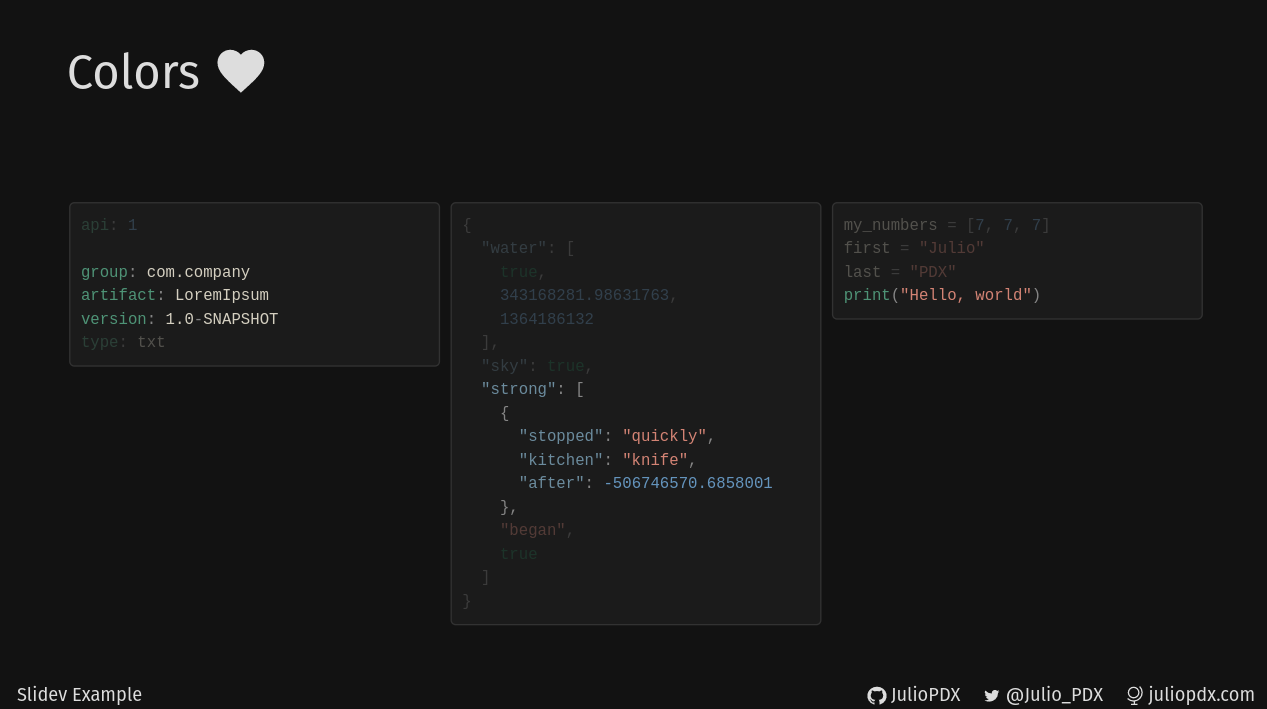 Colors
api: 1

group: com.company
artifact: LoremIpsum
version: 1.0-SNAPSHOT
type: txt
{
  "water": [
    true,
    343168281.98631763,
    1364186132
  ],
  "sky": true,
  "strong": [
    {
      "stopped": "quickly",
      "kitchen": "knife",
      "after": -506746570.6858001
    },
    "began",
    true
  ]
}
my_numbers = [7, 7, 7]
first = "Julio"
last = "PDX"
print("Hello, world")
Slidev Example
JulioPDX
@Julio_PDX
juliopdx.com